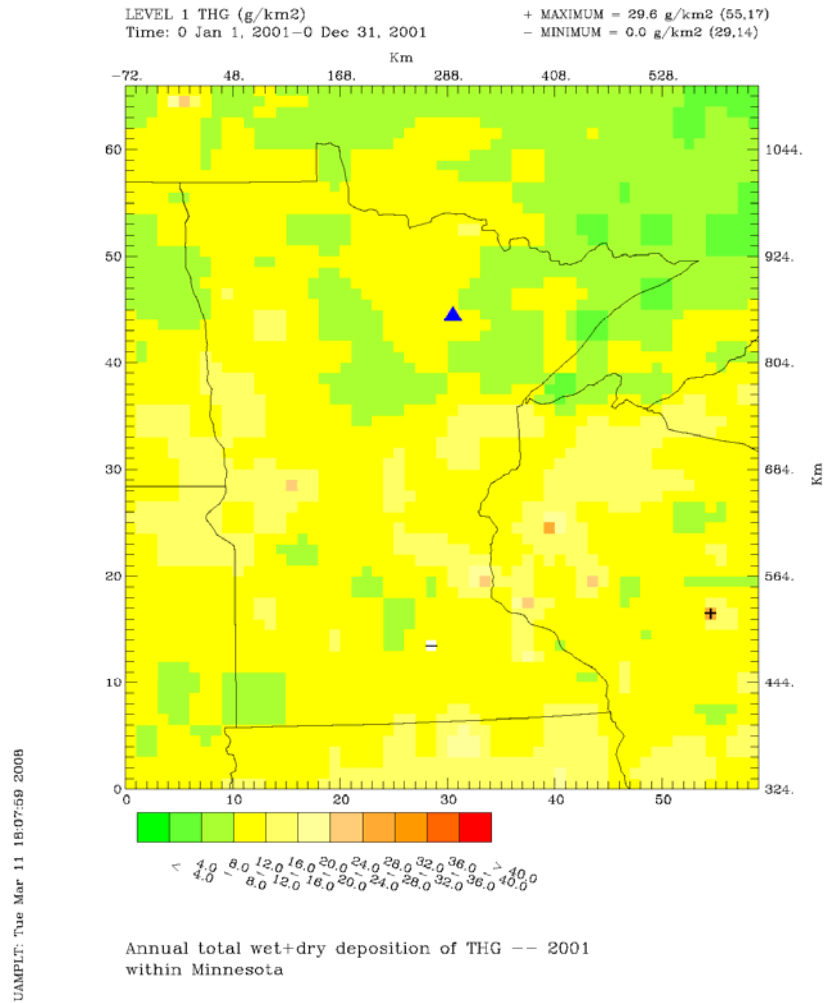 LEVEL 1 THG (g/km2)
Time: 0 Jan 1, 2001-0 Dec 31, 2001
+ MAXIMUM = 29.6 g/km2 (55,17)
- MINIMUM = 0.0 g/km2 (29,14)
Km
-72. 48. 168. 288. 408. 528.
60 1044.
50 924.
40 804.
30 684.
Km
20 564.
10 444.
0 324.
0 10 20 30 40 50
< 4.0
4.0 - 8.0
8.0 - 12.0
12.0 - 16.0
16.0 - 20.0
20.0 - 24.0
24.0 - 28.0
28.0 - 32.0
32.0 - 36.0
36.0 - 40.0
> 40.0
Annual total wet+dry deposition of THG -- 2001
within Minnesota
UAMPLT: Tue Mar 11 18:07:59 2008